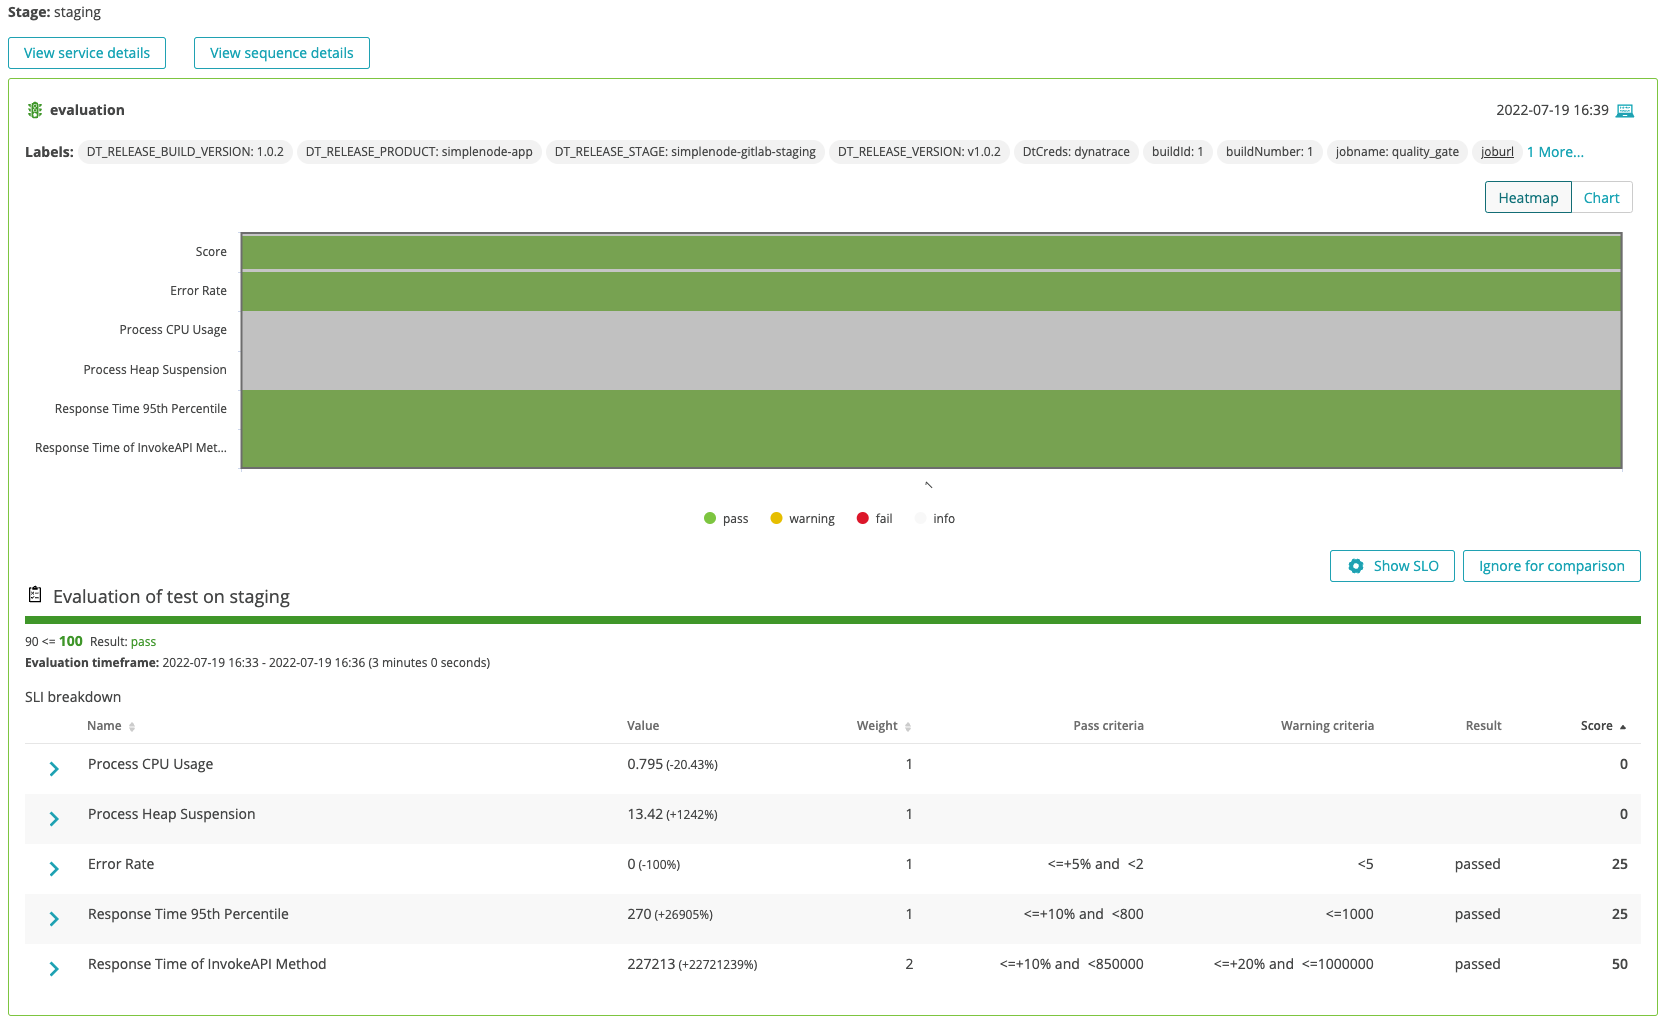 Stage: staging
View service details View sequence details
evaluation 2022-07-19 16:39
Labels: DT_RELEASE_BUILD_VERSION: 1.0.2 DT_RELEASE_PRODUCT: simplenode-app DT_RELEASE_STAGE: simplenode-gitlab-staging DT_RELEASE_VERSION: v1.0.2 DtCreds: dynatrace buildId: 1 buildNumber: 1 jobname: quality_gate joburl 1 More...
Heatmap Chart
Score
Error Rate
Process CPU Usage
Process Heap Suspension
Response Time 95th Percentile
Response Time of InvokeAPI Met...
pass warning fail info
Show SLO Ignore for comparison
Evaluation of test on staging
90 <= 100 Result: pass
Evaluation timeframe: 2022-07-19 16:33 - 2022-07-19 16:36 (3 minutes 0 seconds)
SLI breakdown
Name Value Weight Pass criteria Warning criteria Result Score
Process CPU Usage 0.795 (-20.43%) 1 0
Process Heap Suspension 13.42 (+1242%) 1 0
Error Rate 0 (-100%) 1 <=+5% and <2 <5 passed 25
Response Time 95th Percentile 270 (+26905%) 1 <=+10% and <800 <=1000 passed 25
Response Time of InvokeAPI Method 227213 (+22721239%) 2 <=+10% and <850000 <=+20% and <=1000000 passed 50